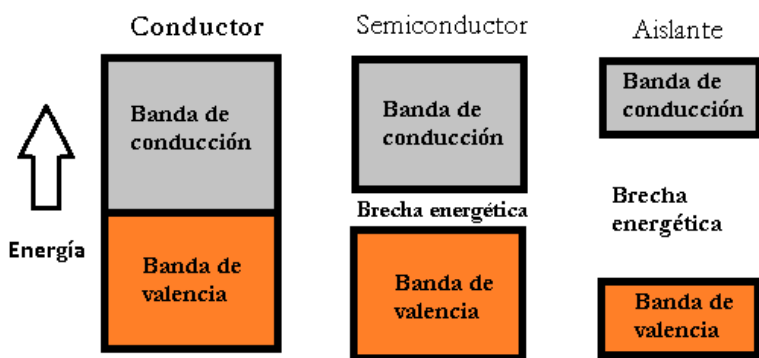 Conductor
Semiconductor
Aislante
Energía
Banda de
conducción
Banda de
valencia
Banda de
conducción
Brecha energética
Banda de
valencia
Banda de
conducción
Brecha
energética
Banda de
valencia